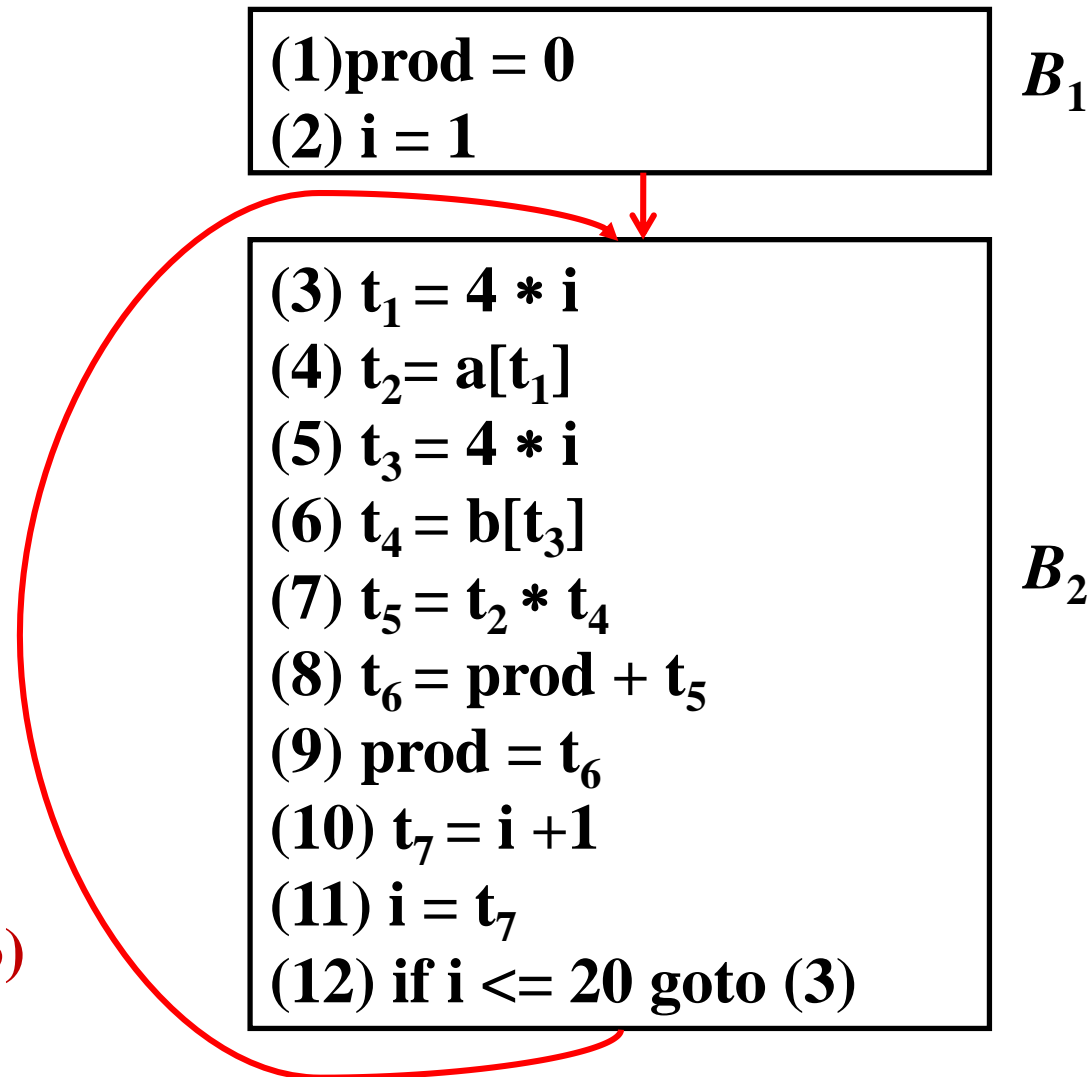 (1)prod = 0
(2) i = 1
B₁
(3) t₁ = 4 * i
(4) t₂= a[t₁]
(5) t₃ = 4 * i
(6) t₄ = b[t₃]
(7) t₅ = t₂ * t₄
B₂
(8) t₆ = prod + t₅
(9) prod = t₆
(10) t₇ = i +1
(11) i = t₇
)
(12) if i <= 20 goto (3)